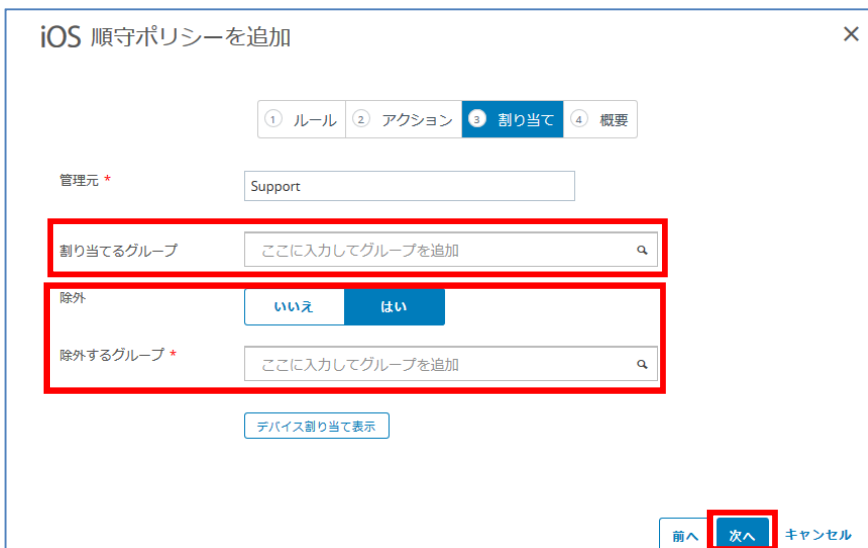 iOS 順守ポリシーを追加
1 ルール 2 アクション 3 割り当て 4 概要
管理元 *
Support
割り当てるグループ
ここに入力してグループを追加
除外
いいえ はい
除外するグループ *
ここに入力してグループを追加
デバイス割り当て表示
前へ 次へ キャンセル